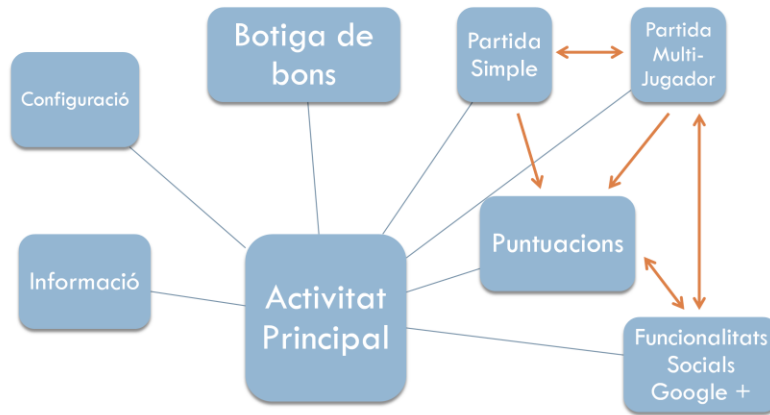 Botiga de
bons
Partida
Simple
Partida
Multi-
Jugador
Configuració
Puntuacions
Informació
Activitat
Principal
Funcionalitats
Socials
Google +